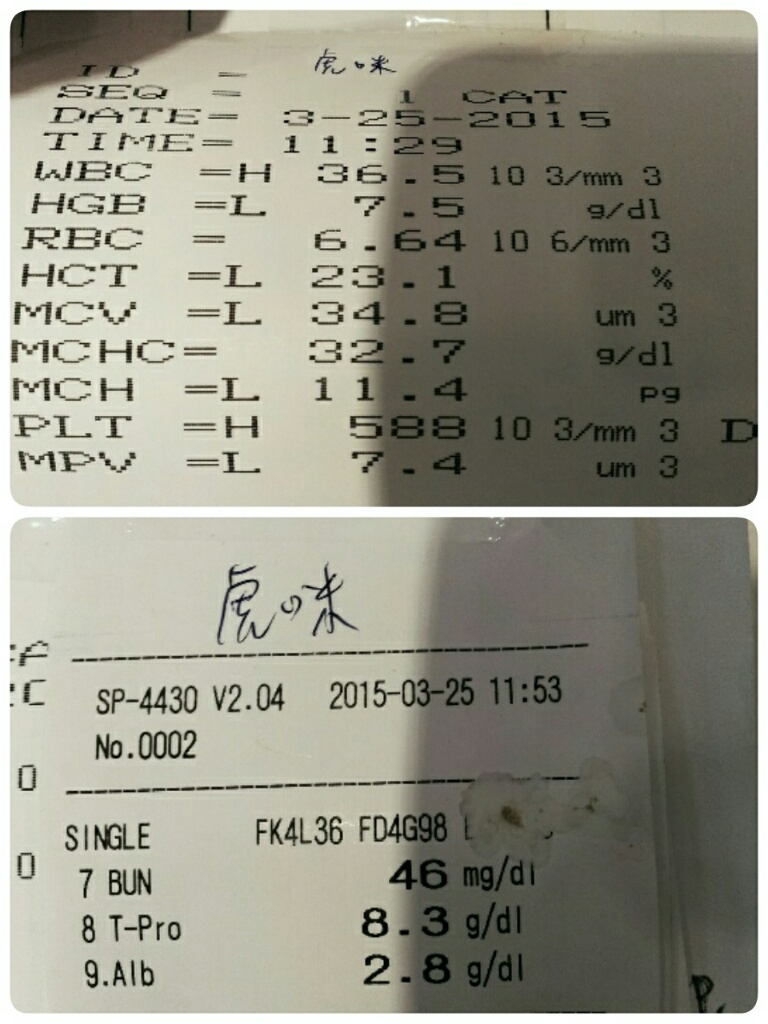 ID = 虎咪
SEQ = 1 CAT
DATE= 3-25-2015
TIME= 11:29
WBC =H 36.5 10 3/mm 3
HGB =L 7.5 g/dl
RBC = 6.64 10 6/mm 3
HCT =L 23.1 %
MCV =L 34.8 um 3
MCHC= 32.7 g/dl
MCH =L 11.4 pg
PLT =H 588 10 3/mm 3 D
MPV =L 7.4 um 3
虎咪
SP-4430 V2.04 2015-03-25 11:53
No.0002
SINGLE FK4L36 FD4G98
7 BUN 46 mg/dl
8 T-Pro 8.3 g/dl
9.Alb 2.8 g/dl